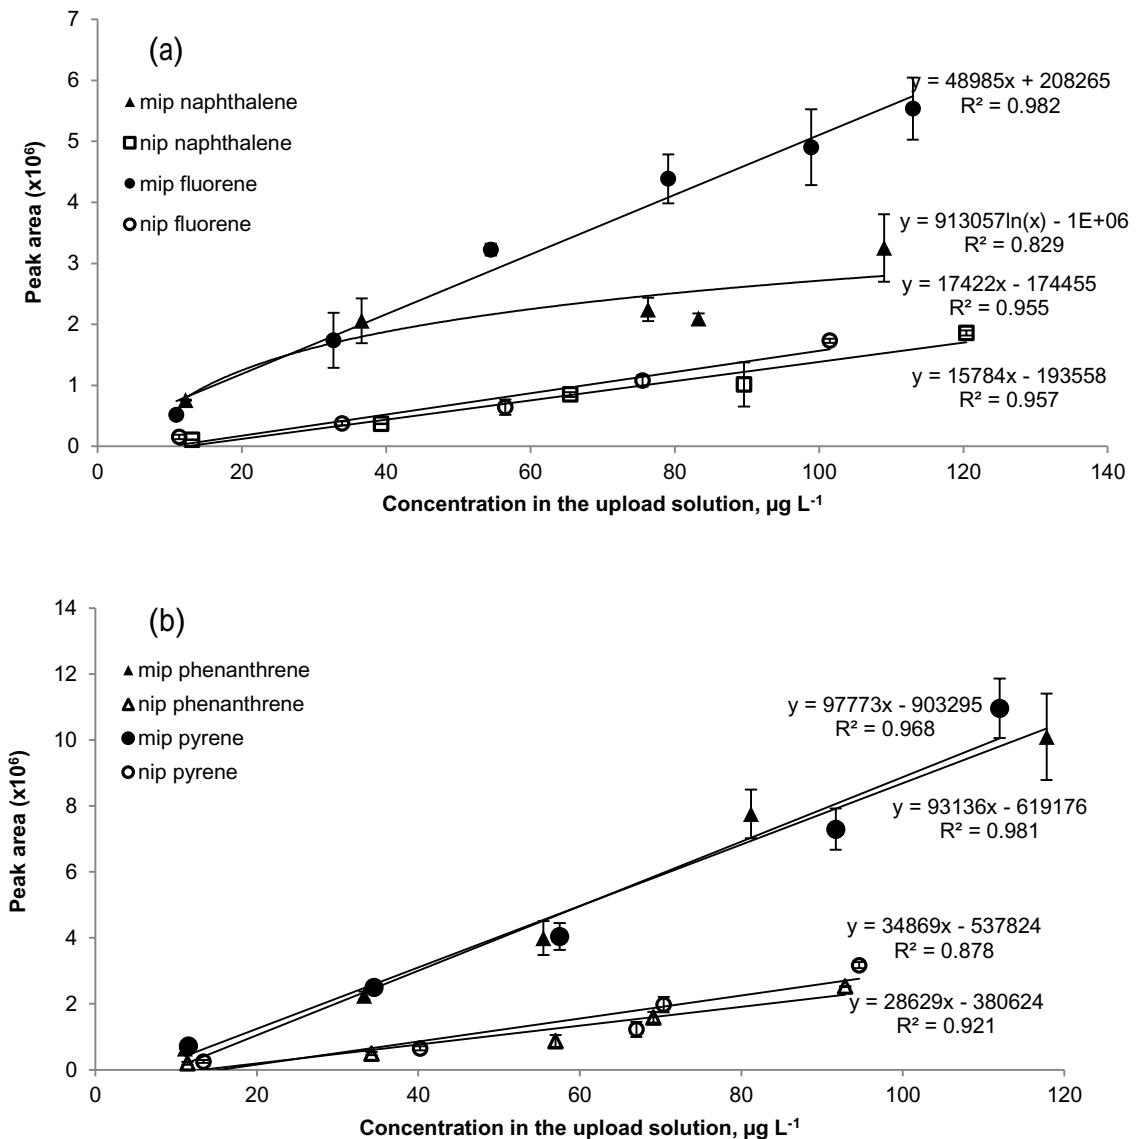 (a)
7
6
5
4
3
2
1
0
Peak area (x10⁶)
▲ mip naphthalene
nip naphthalene
● mip fluorene
nip fluorene
y = 48985x + 208265
R² = 0.982
y = 913057ln(x) - 1E+06
R² = 0.829
y = 17422x - 174455
R² = 0.955
y = 15784x - 193558
R² = 0.957
0 20 40 60 80 100 120 140
Concentration in the upload solution, µg L⁻¹
(b)
14
12
10
8
6
4
2
0
Peak area (x10⁶)
mip phenanthrene
nip phenanthrene
mip pyrene
nip pyrene
y = 97773x - 903295
R² = 0.968
y = 93136x - 619176
R² = 0.981
y = 34869x - 537824
R² = 0.878
y = 28629x - 380624
R² = 0.921
0 20 40 60 80 100 120
Concentration in the upload solution, µg L⁻¹